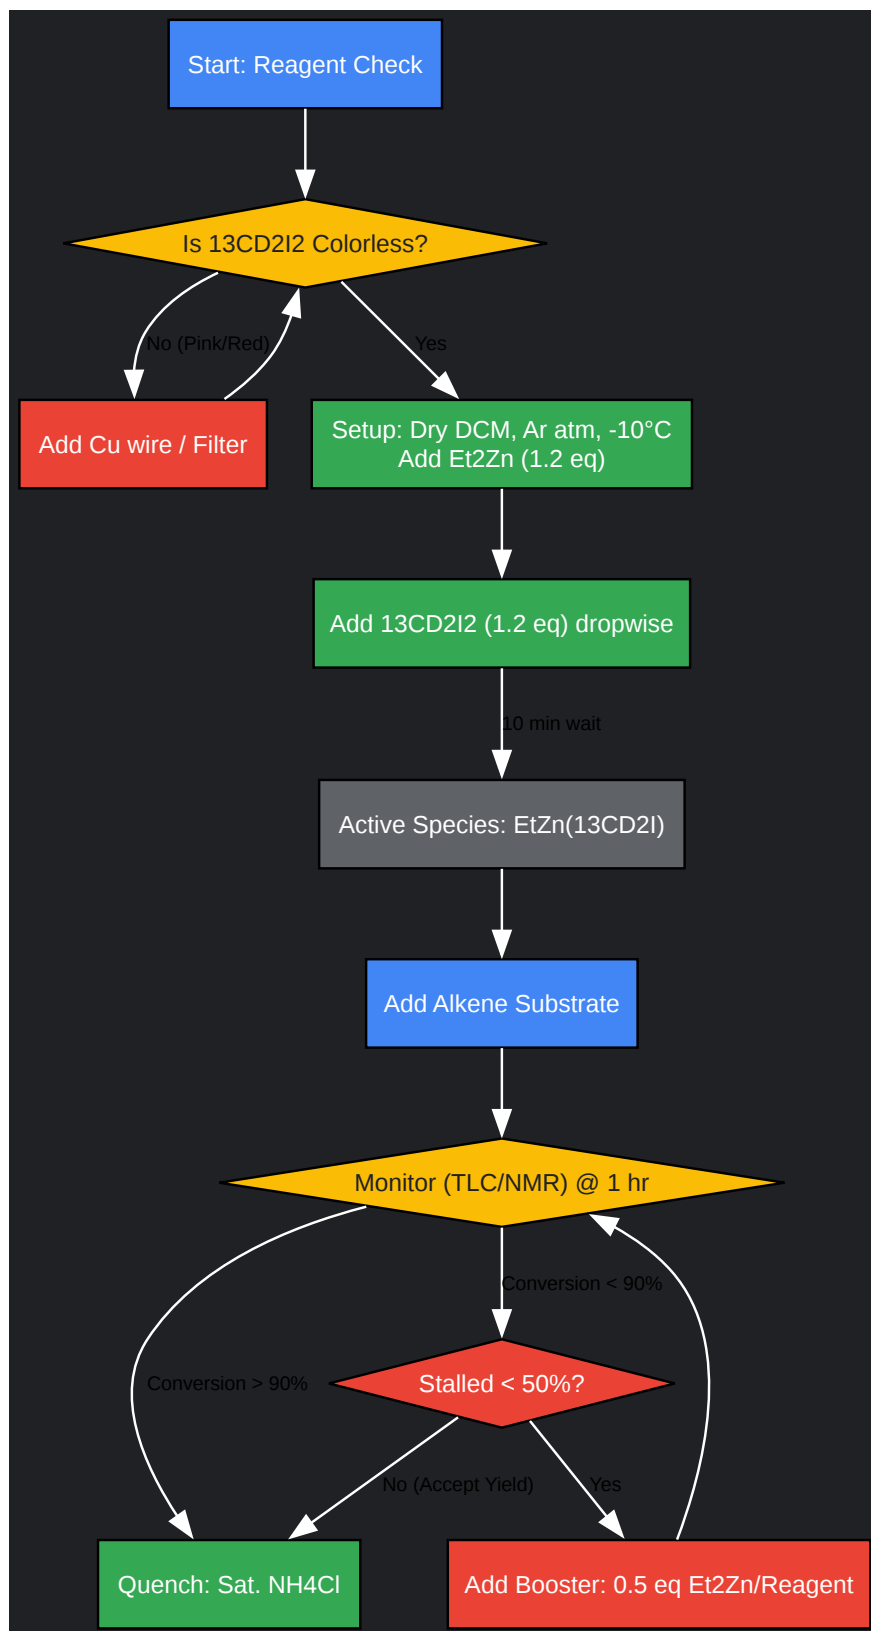 Start: Reagent Check
Is 13CD2I2 Colorless?
No (Pink/Red)
Yes
Add Cu wire / Filter
Setup: Dry DCM, Ar atm, -10°C
Add Et2Zn (1.2 eq)
Add 13CD2I2 (1.2 eq) dropwise
10 min wait
Active Species: EtZn(13CD2I)
Add Alkene Substrate
Monitor (TLC/NMR) @ 1 hr
Conversion < 90%
Conversion > 90%
Stalled < 50%?
No (Accept Yield)
Yes
Quench: Sat. NH4Cl
Add Booster: 0.5 eq Et2Zn/Reagent